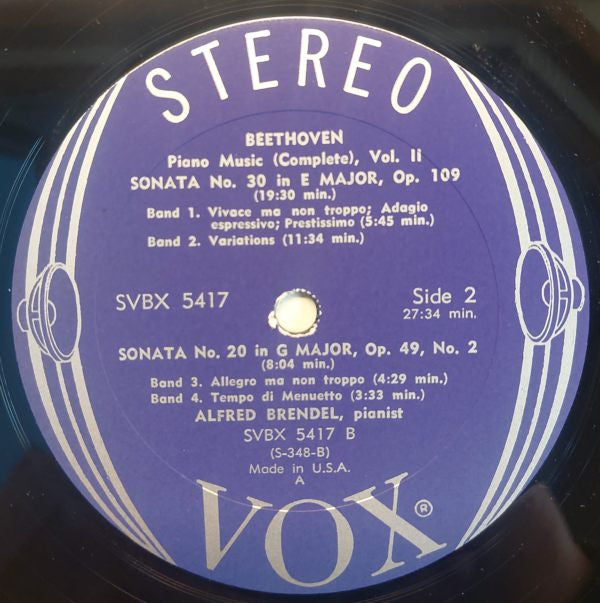 STEREO
BEETHOVEN
Piano Music (Complete), Vol. Ii
SONATA No. 30 in E MAJOR, Op. 109
(19:30 min.)
Band 1. Vivace ma non troppo; Adagio
espressivo; Prestissimo (5:45 min.)
Band 2. Variations (11:34 min.)
SVBX 5417
Side 2
27:34 min.
SONATA No. 20 in G MAJOR, Op. 49, No. 2
(8:04 min.)
Band 3. Allegro ma non troppo (4:29 min.)
Band 4. Tempo di Menuetto (3:33 min.)
ALFRED BRENDEL, pianist
SVBX 5417 B
(S-348-B)
Made in U.S.A.
A
VOX®